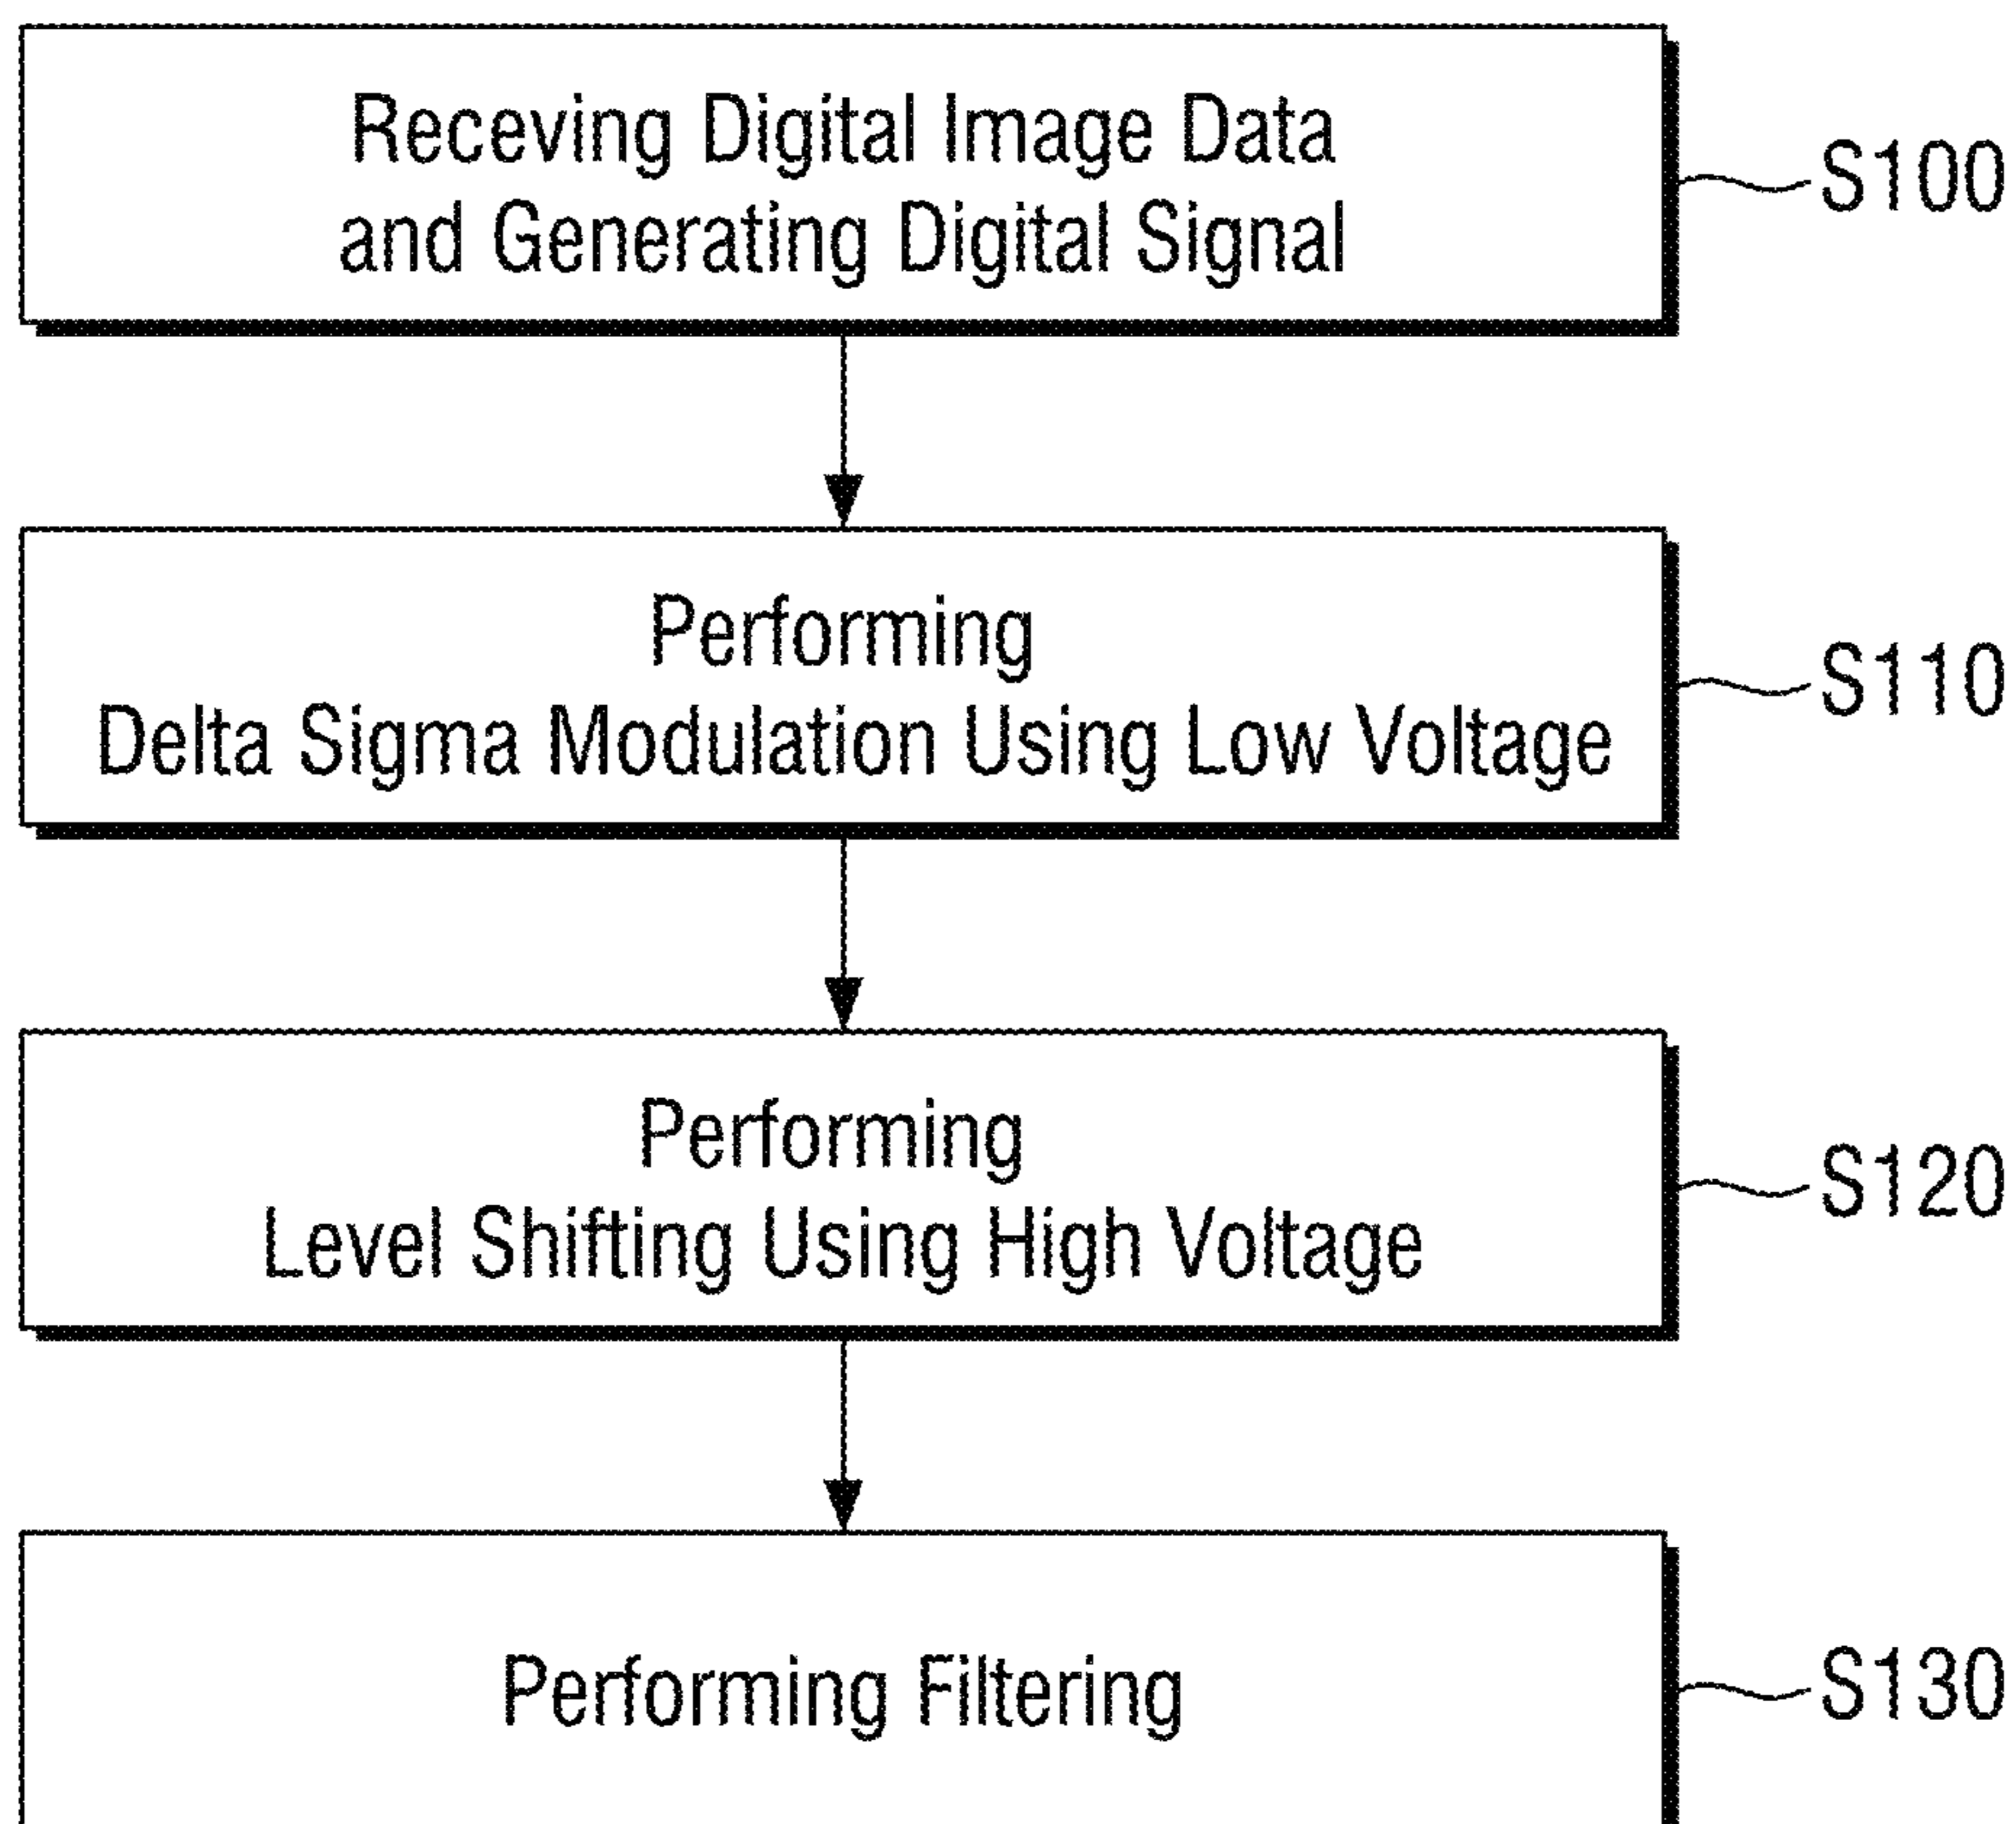 Receving Digital Image Data
and Generating Digital Signal
S100
Performing
Delta Sigma Modulation Using Low Voltage
S110
Performing
Level Shifting Using High Voltage
S120
Performing Filtering
S130